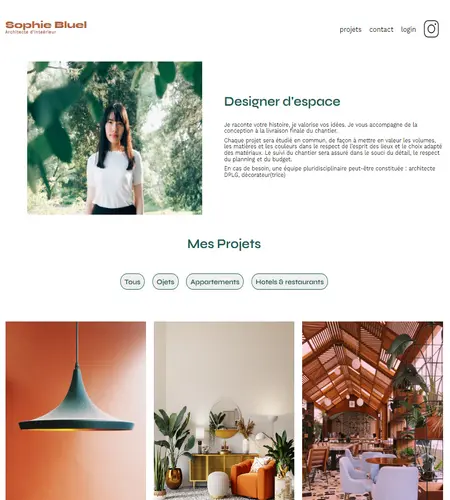 Sophie Bluel
Architecte d'intérieur
projets contact login
Designer d'espace
Je raconte votre histoire, je valorise vos idées. Je vous accompagne de la
conception à la livraison finale du chantier.
Chaque projet sera étudié en commun, de façon à mettre en valeur les volumes,
les matières et les couleurs dans le respect de l'esprit des lieux et le choix adapté
des matériaux. Le suivi du chantier sera assuré dans le souci du détail, le respect
du planning et du budget.
En cas de besoin, une équipe pluridisciplinaire peut-être constituée : architecte
DPLG, décorateur(trice)
Mes Projets
Tous Ojets Appartements Hotels & restaurants